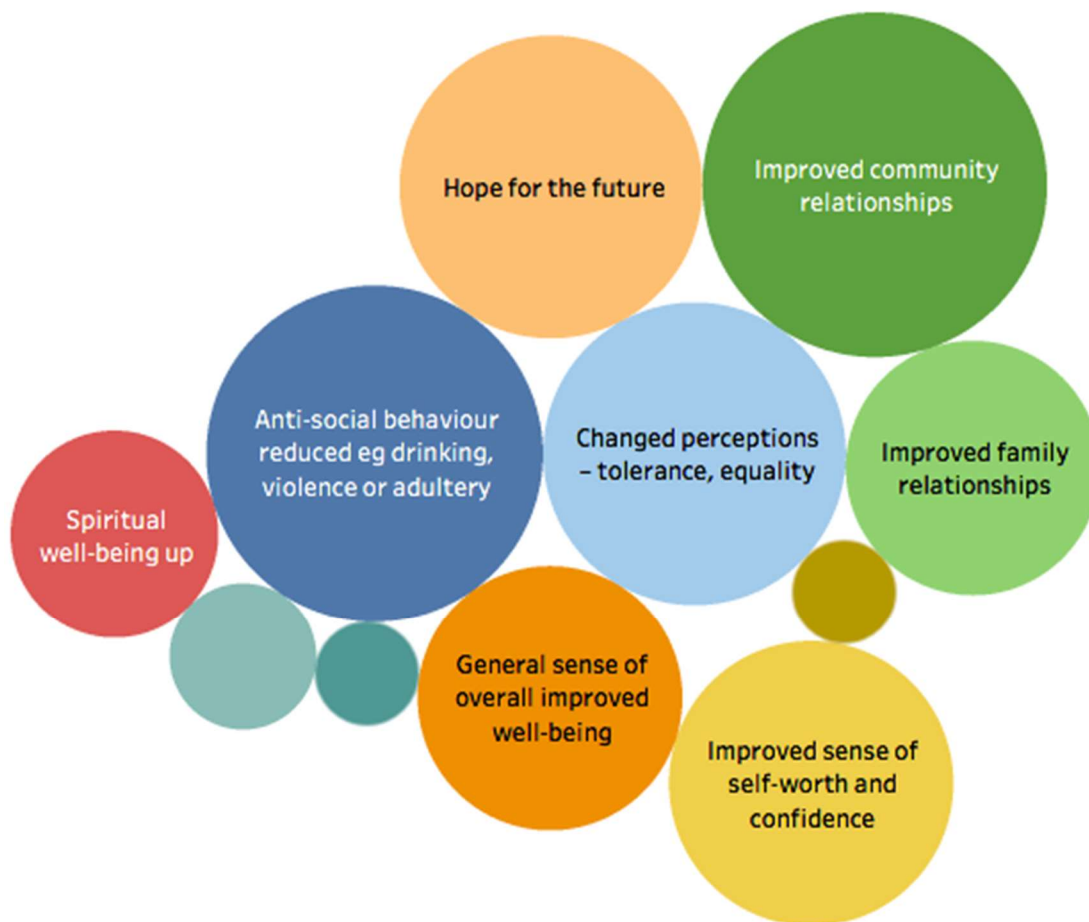 Hope for the future
Improved community
relationships
Anti-social behaviour
reduced eg drinking,
violence or adultery
Changed perceptions
– tolerance, equality
Improved family
relationships
Spiritual
well-being up
General sense of
overall improved
well-being
Improved sense of
self-worth and
confidence